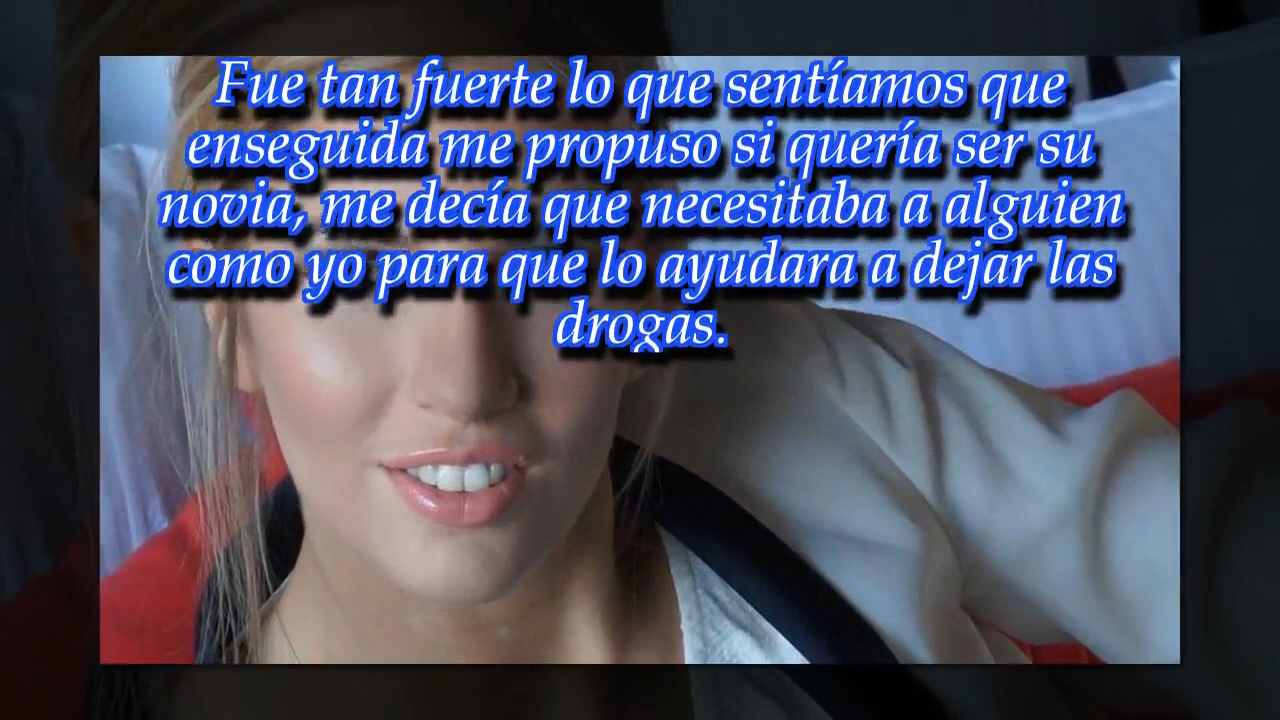 Fue tan fuerte lo que sentíamos que
enseguida me propuso si quería ser su
novia, me decía que necesitaba a alguien
como yo para que lo ayudara a dejar las
drogas.